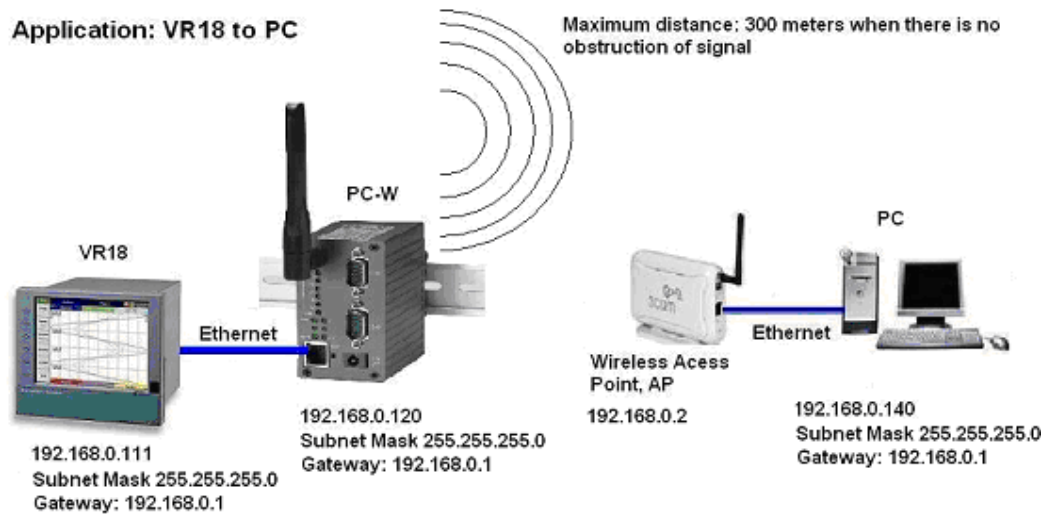 Application: VR18 to PC
Maximum distance: 300 meters when there is no
obstruction of signal
PC-W
VR18
Ethernet
192.168.0.111
Subnet Mask 255.255.255.0
Gateway: 192.168.0.1
192.168.0.120
Subnet Mask 255.255.255.0
Gateway: 192.168.0.1
3com
Wireless Acess
Point, AP
192.168.0.2
PC
Ethernet
192.168.0.140
Subnet Mask 255.255.255.0
Gateway: 192.168.0.1